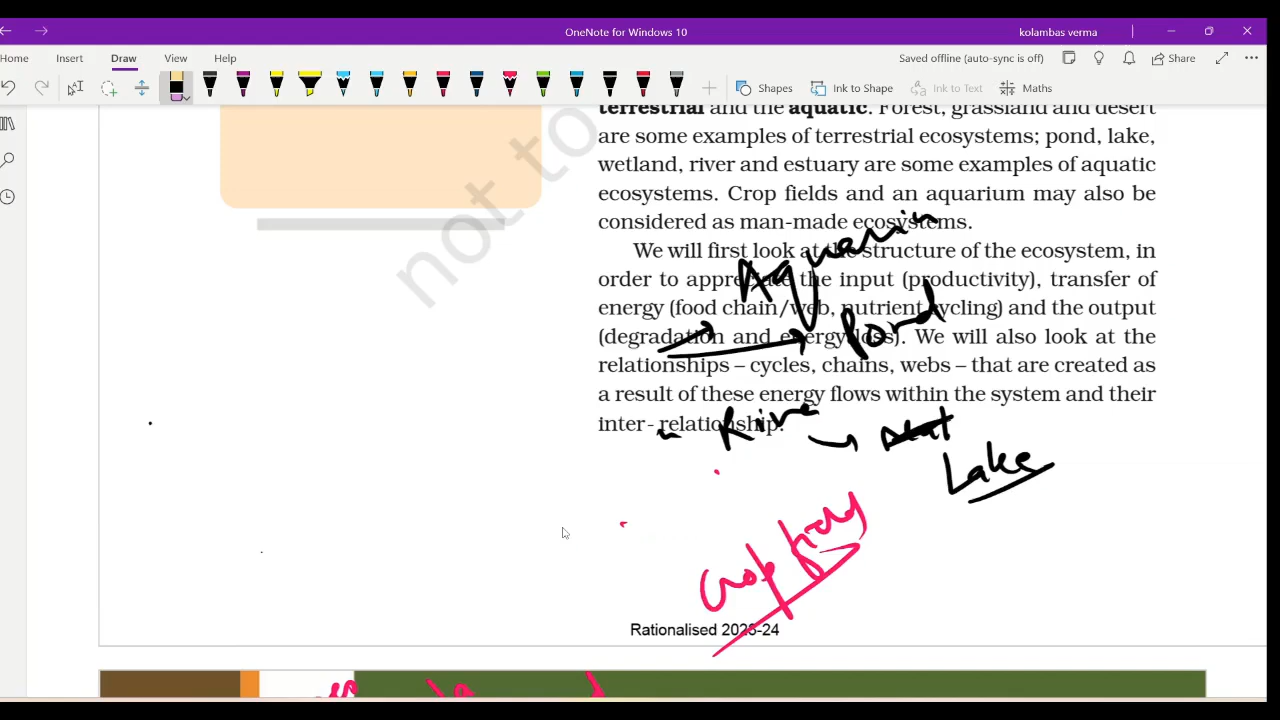 OneNote for Windows 10
kolambas verma
Home Insert Draw View Help
Saved offline (auto-sync is off) Share
Shapes Ink to Shape Ink to Text Maths
terrestrial and the aquatic. Forest, grassland and desert
are some examples of terrestrial ecosystems; pond, lake,
wetland, river and estuary are some examples of aquatic
ecosystems. Crop fields and an aquarium may also be
considered as man-made ecosystems.
We will first look at the structure of the ecosystem, in
order to appreciate the input (productivity), transfer of
energy (food chain/web, nutrient cycling) and the output
(degradation and energy loss). We will also look at the
relationships – cycles, chains, webs – that are created as
a result of these energy flows within the system and their
inter- relationship.
not to
Pond
Lake
Crop field
Rationalised 2023-24